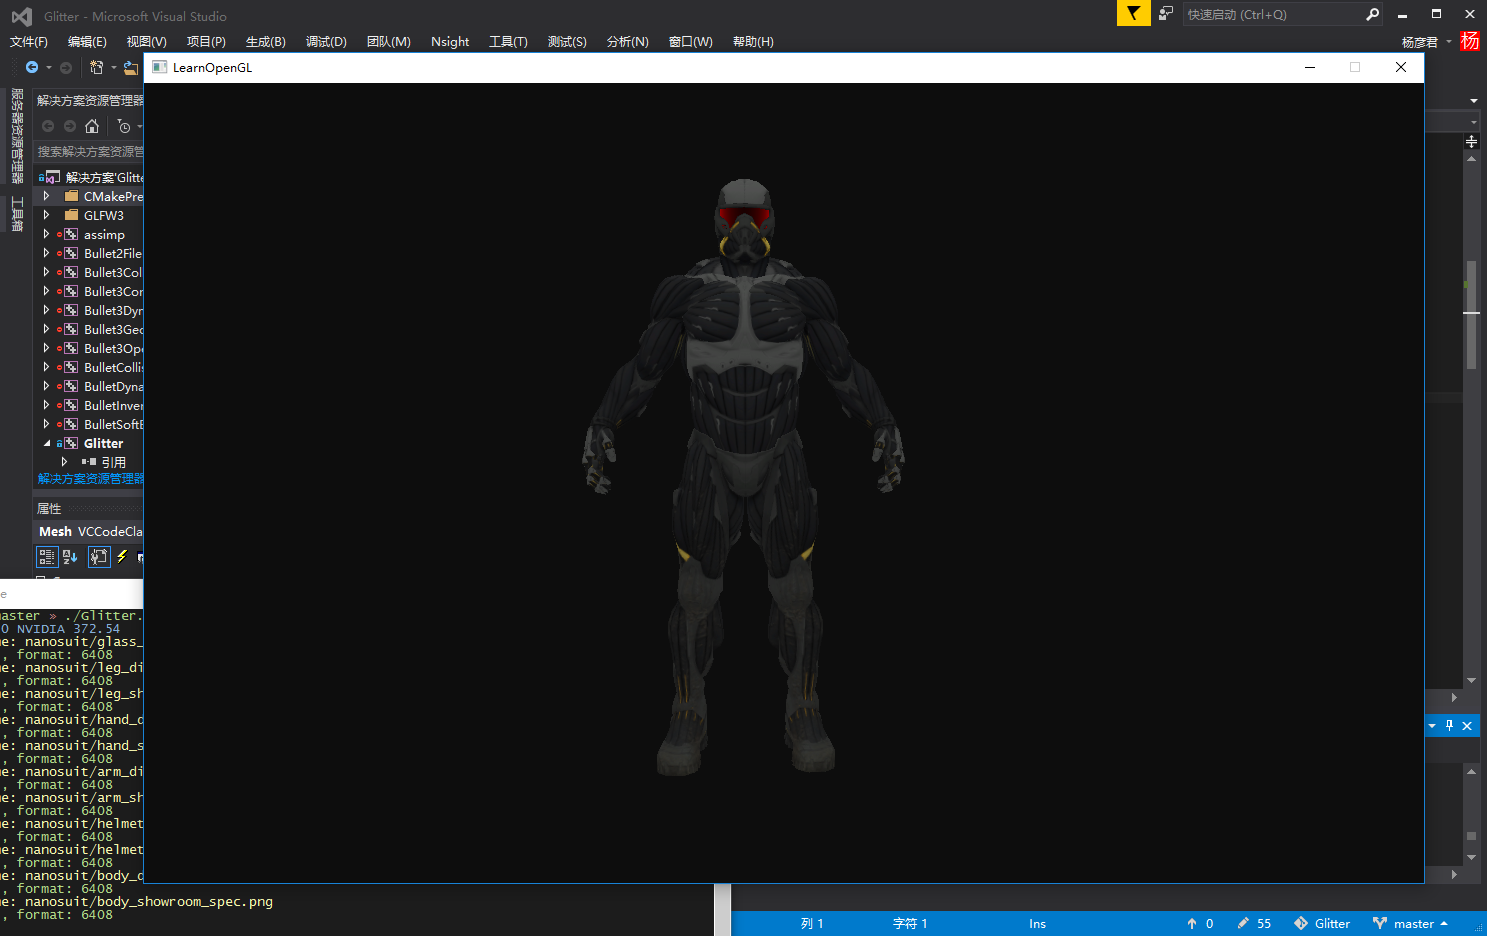 Glitter - Microsoft Visual Studio
快速启动 (Ctrl+Q)
文件(F) 编辑(E) 视图(V) 项目(P) 生成(B) 调试(D) 团队(M) Nsight 工具(T) 测试(S) 分析(N) 窗口(W) 帮助(H)
杨彦君 杨
LearnOpenGL
服务器资源管理器
工具箱
解决方案资源管理器
搜索解决方案资源管
解决方案'Glitte
CMakePre
GLFW3
assimp
Bullet2File
Bullet3Col
Bullet3Cor
Bullet3Dyn
Bullet3Geo
Bullet3Ope
BulletCollis
BulletDyna
BulletInver
BulletSoftB
Glitter
引用
解决方案资源管理器
属性
Mesh VCCodeCla
e
master » ./Glitter.
0 NVIDIA 372.54
e: nanosuit/glass_
, format: 6408
e: nanosuit/leg_di
, format: 6408
e: nanosuit/leg_sh
, format: 6408
e: nanosuit/hand_d
, format: 6408
e: nanosuit/hand_s
, format: 6408
e: nanosuit/arm_di
, format: 6408
e: nanosuit/arm_sh
, format: 6408
e: nanosuit/helmet
, format: 6408
e: nanosuit/helmet
, format: 6408
e: nanosuit/body_d
, format: 6408
e: nanosuit/body_showroom_spec.png
, format: 6408
列 1 字符 1 Ins 0 55 Glitter master